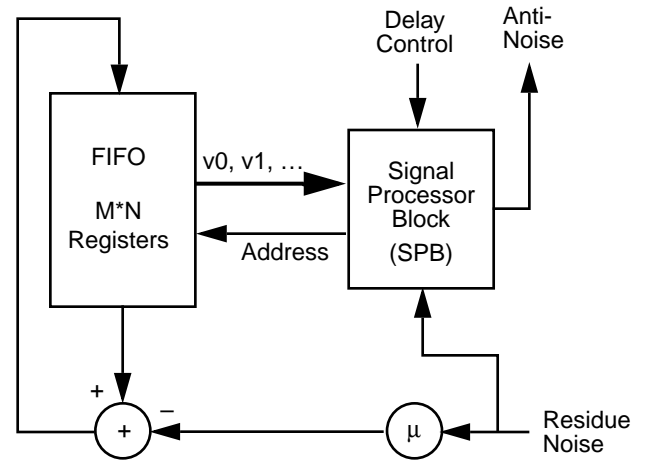 Delay
Control
Anti-
Noise
FIFO
M*N
Registers
v0, v1, ...
Address
Signal
Processor
Block
(SPB)
+
–
+
μ
Residue
Noise